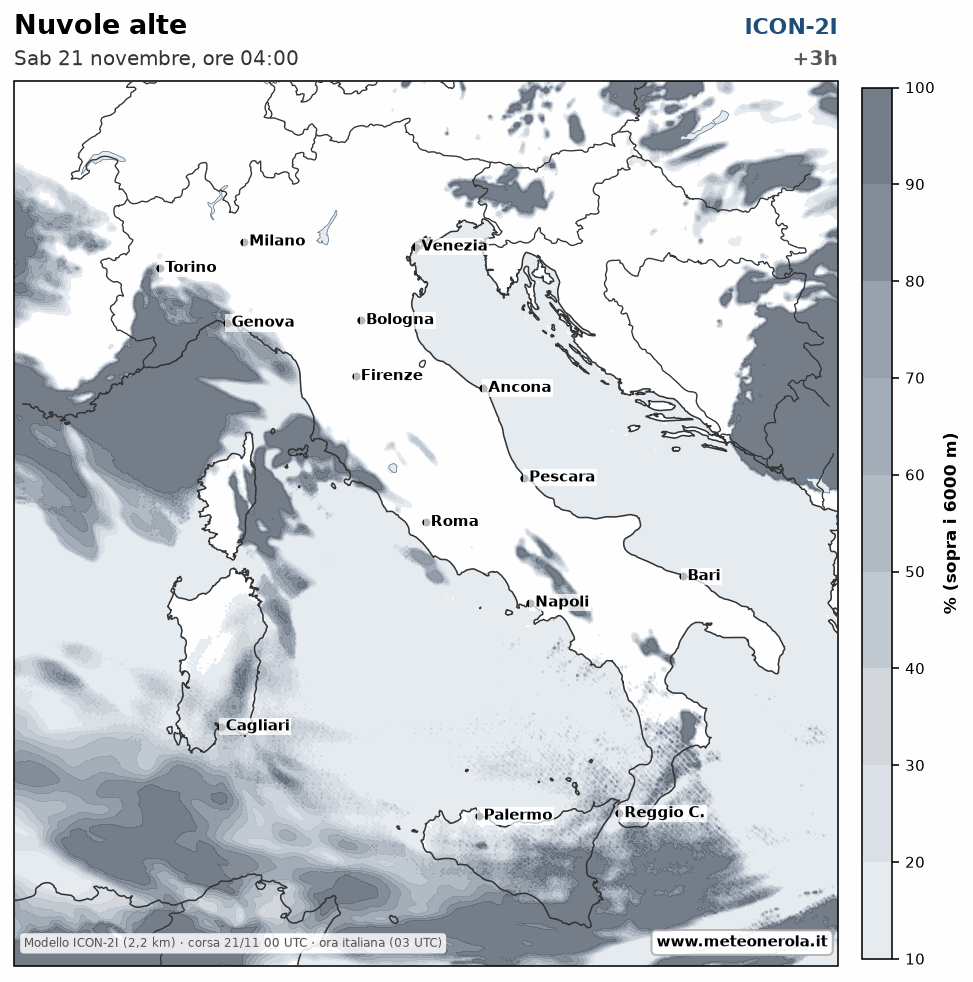 Nuvole alte
ICON-2I
Sab 21 novembre, ore 04:00
+3h
100
90
80
70
60
50
40
30
20
10
% (sopra i 6000 m)
Milano
Venezia
Torino
Genova
Bologna
Firenze
Ancona
Pescara
Roma
Bari
Napoli
Cagliari
Palermo
Reggio C.
Modello ICON-2I (2,2 km) · corsa 21/11 00 UTC · ora italiana (03 UTC)
www.meteonerola.it